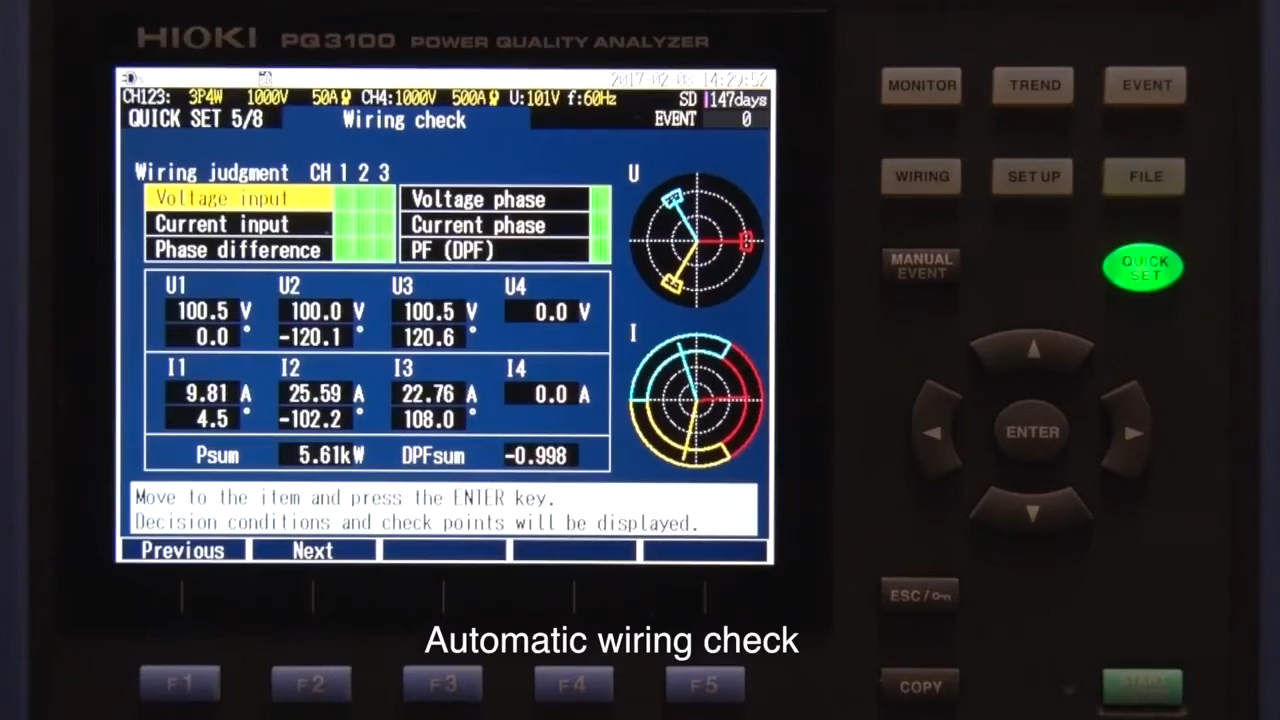 HIOKI PQ3100 POWER QUALITY ANALYZER
14:29:52
CH123: 3P4W 1000V 50A CH4:1000V 500A U:101V f:60Hz SD 147days
QUICK SET 5/8 Wiring check EVENT 0
Wiring judgment CH 1 2 3
Voltage input Voltage phase
Current input Current phase
Phase difference PF (DPF)
U
U1 U2 U3 U4
100.5 V 100.0 V 100.5 V 0.0 V
0.0 ° -120.1 ° 120.6 °
I
I1 I2 I3 I4
9.81 A 25.59 A 22.76 A 0.0 A
4.5 ° -102.2 ° 108.0 °
Psum 5.61kW DPFsum -0.998
Move to the item and press the ENTER key.
Decision conditions and check points will be displayed.
Previous Next
Automatic wiring check
F1 F2 F3 F4 F5
MONITOR TREND EVENT
WIRING SET UP FILE
MANUAL
EVENT
QUICK
SET
ENTER
ESC/
COPY